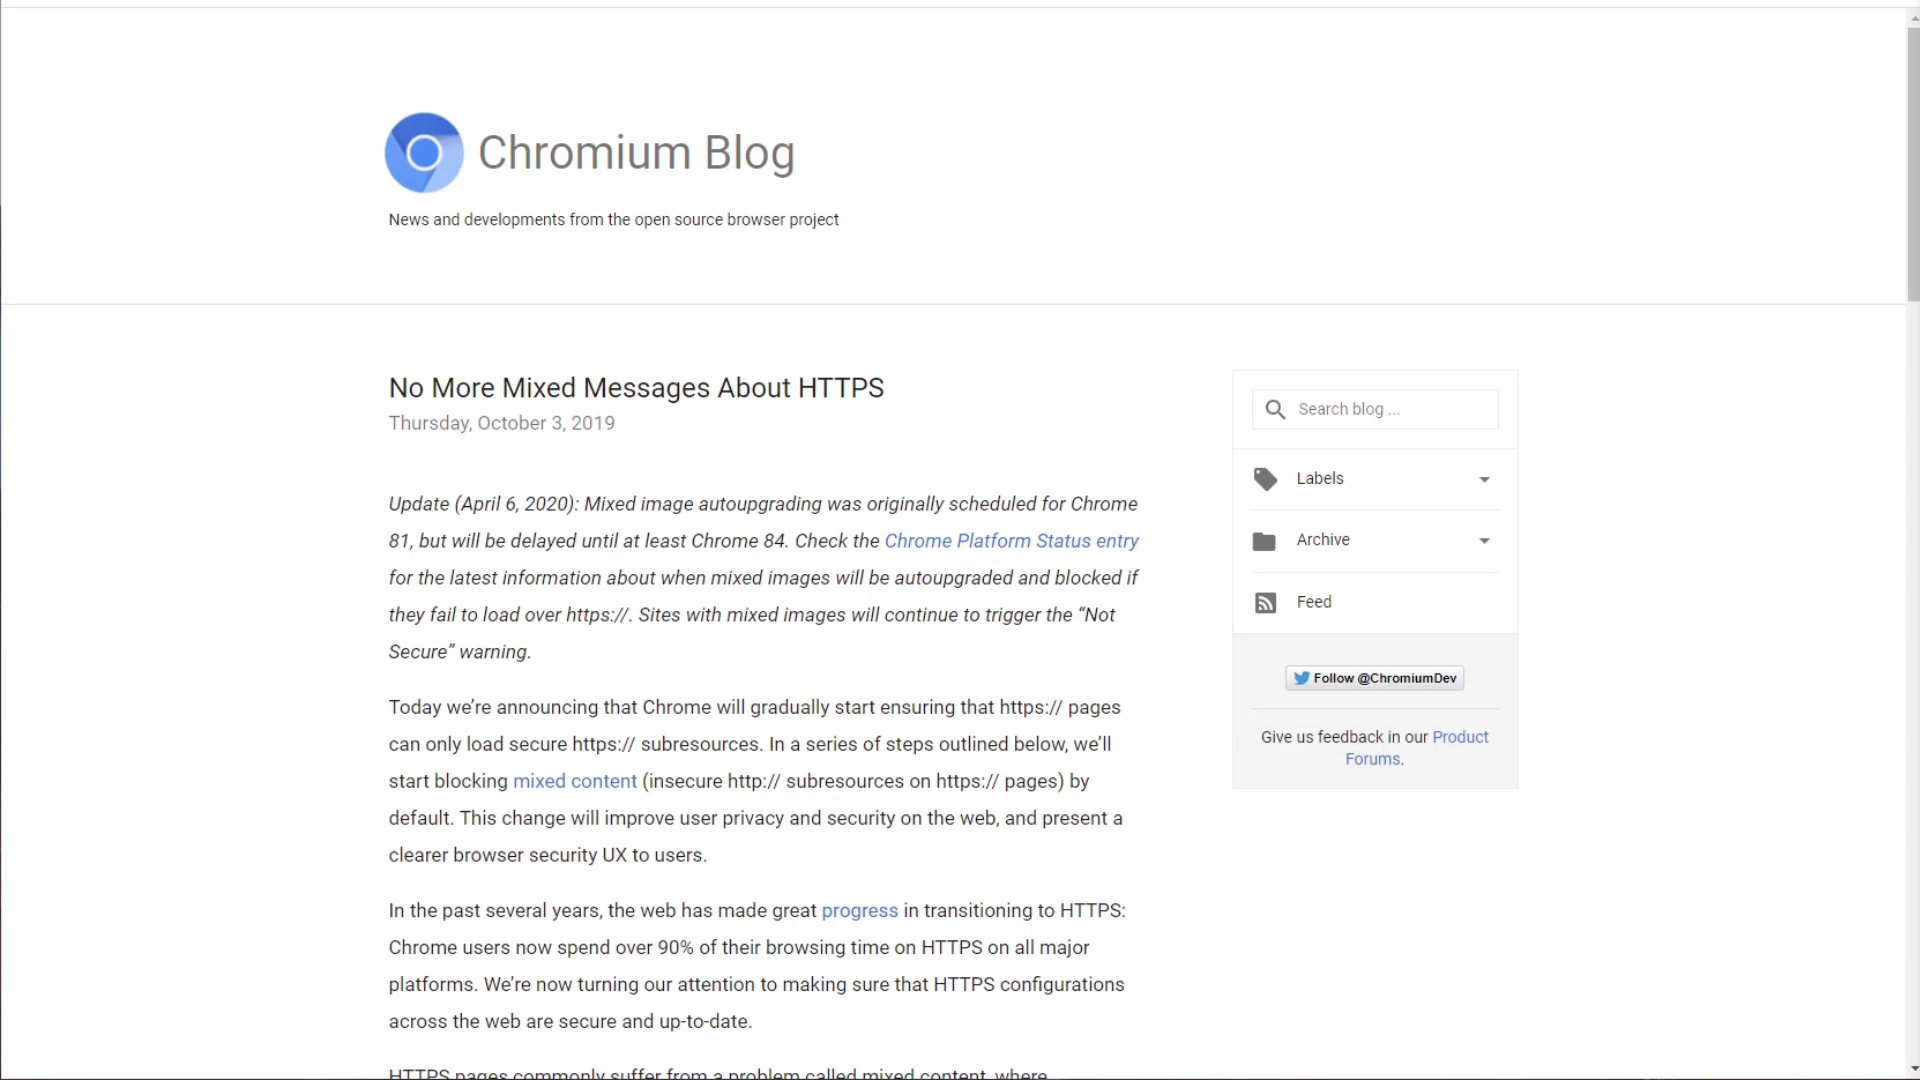 Chromium Blog
News and developments from the open source browser project
No More Mixed Messages About HTTPS
Thursday, October 3, 2019
Update (April 6, 2020): Mixed image autoupgrading was originally scheduled for Chrome
81, but will be delayed until at least Chrome 84. Check the Chrome Platform Status entry
for the latest information about when mixed images will be autoupgraded and blocked if
they fail to load over https://. Sites with mixed images will continue to trigger the “Not
Secure” warning.
Today we’re announcing that Chrome will gradually start ensuring that https:// pages
can only load secure https:// subresources. In a series of steps outlined below, we’ll
start blocking mixed content (insecure http:// subresources on https:// pages) by
default. This change will improve user privacy and security on the web, and present a
clearer browser security UX to users.
In the past several years, the web has made great progress in transitioning to HTTPS:
Chrome users now spend over 90% of their browsing time on HTTPS on all major
platforms. We’re now turning our attention to making sure that HTTPS configurations
across the web are secure and up-to-date.
HTTPS pages commonly suffer from a problem called mixed content, where
Search blog ...
Labels
Archive
Feed
Follow @ChromiumDev
Give us feedback in our Product
Forums.